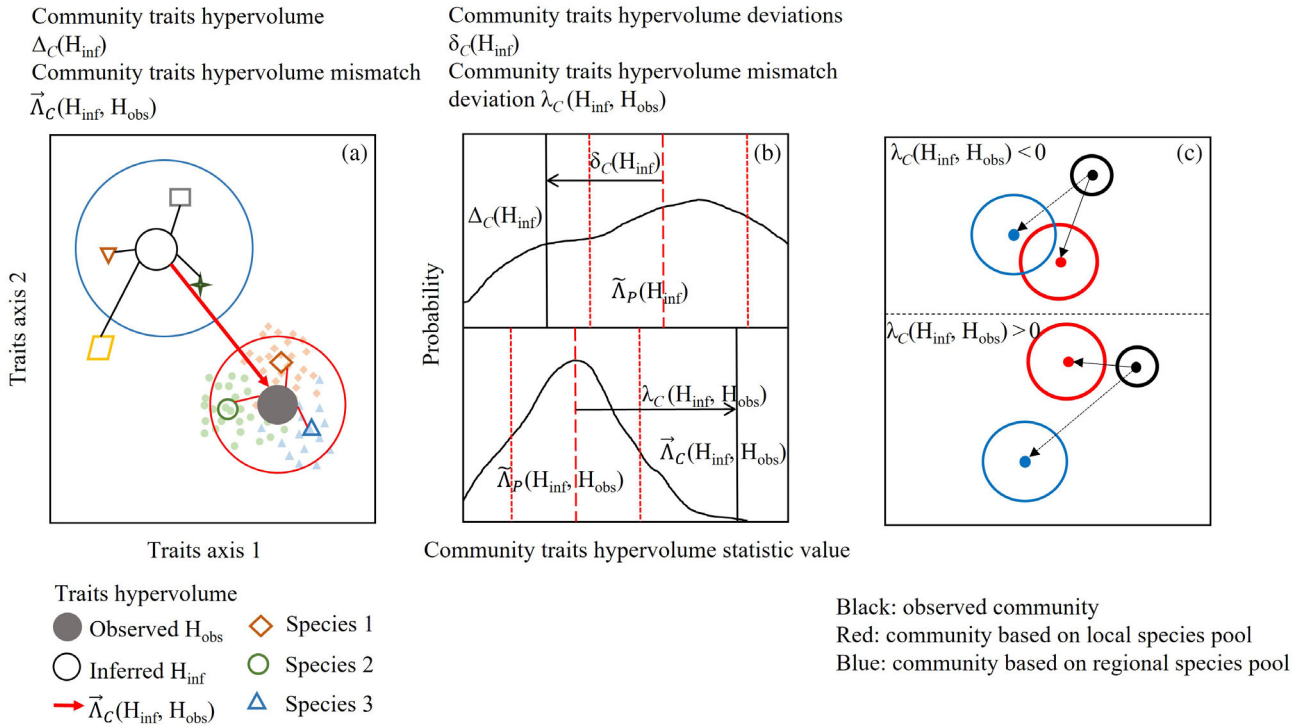 Community traits hypervolume
Δ_C(H_inf)
Community traits hypervolume mismatch
Λ⃗_C(H_inf, H_obs)
Community traits hypervolume deviations
δ_C(H_inf)
Community traits hypervolume mismatch
deviation λ_C(H_inf, H_obs)
(a)
Traits axis 2
Traits axis 1
(b)
δ_C(H_inf)
Δ_C(H_inf)
Λ̃_P(H_inf)
Probability
λ_C(H_inf, H_obs)
Λ⃗_C(H_inf, H_obs)
Λ̃_P(H_inf, H_obs)
Community traits hypervolume statistic value
(c)
λ_C(H_inf, H_obs) < 0
λ_C(H_inf, H_obs) > 0
Traits hypervolume
Observed H_obs
Inferred H_inf
Λ⃗_C(H_inf, H_obs)
Species 1
Species 2
Species 3
Black: observed community
Red: community based on local species pool
Blue: community based on regional species pool